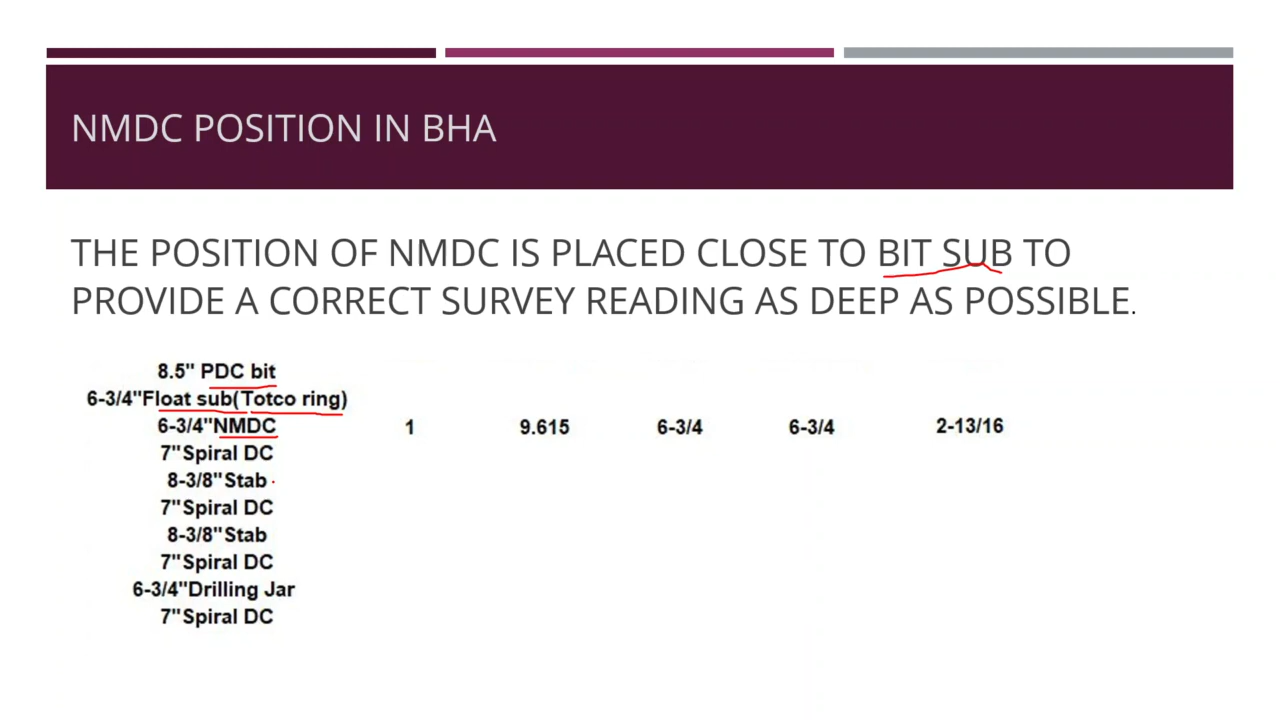 NMDC POSITION IN BHA
THE POSITION OF NMDC IS PLACED CLOSE TO BIT SUB TO
PROVIDE A CORRECT SURVEY READING AS DEEP AS POSSIBLE.
8.5" PDC bit
6-3/4"Float sub(Totco ring)
6-3/4"NMDC 1 9.615 6-3/4 6-3/4 2-13/16
7"Spiral DC
8-3/8"Stab
7"Spiral DC
8-3/8"Stab
7"Spiral DC
6-3/4"Drilling Jar
7"Spiral DC